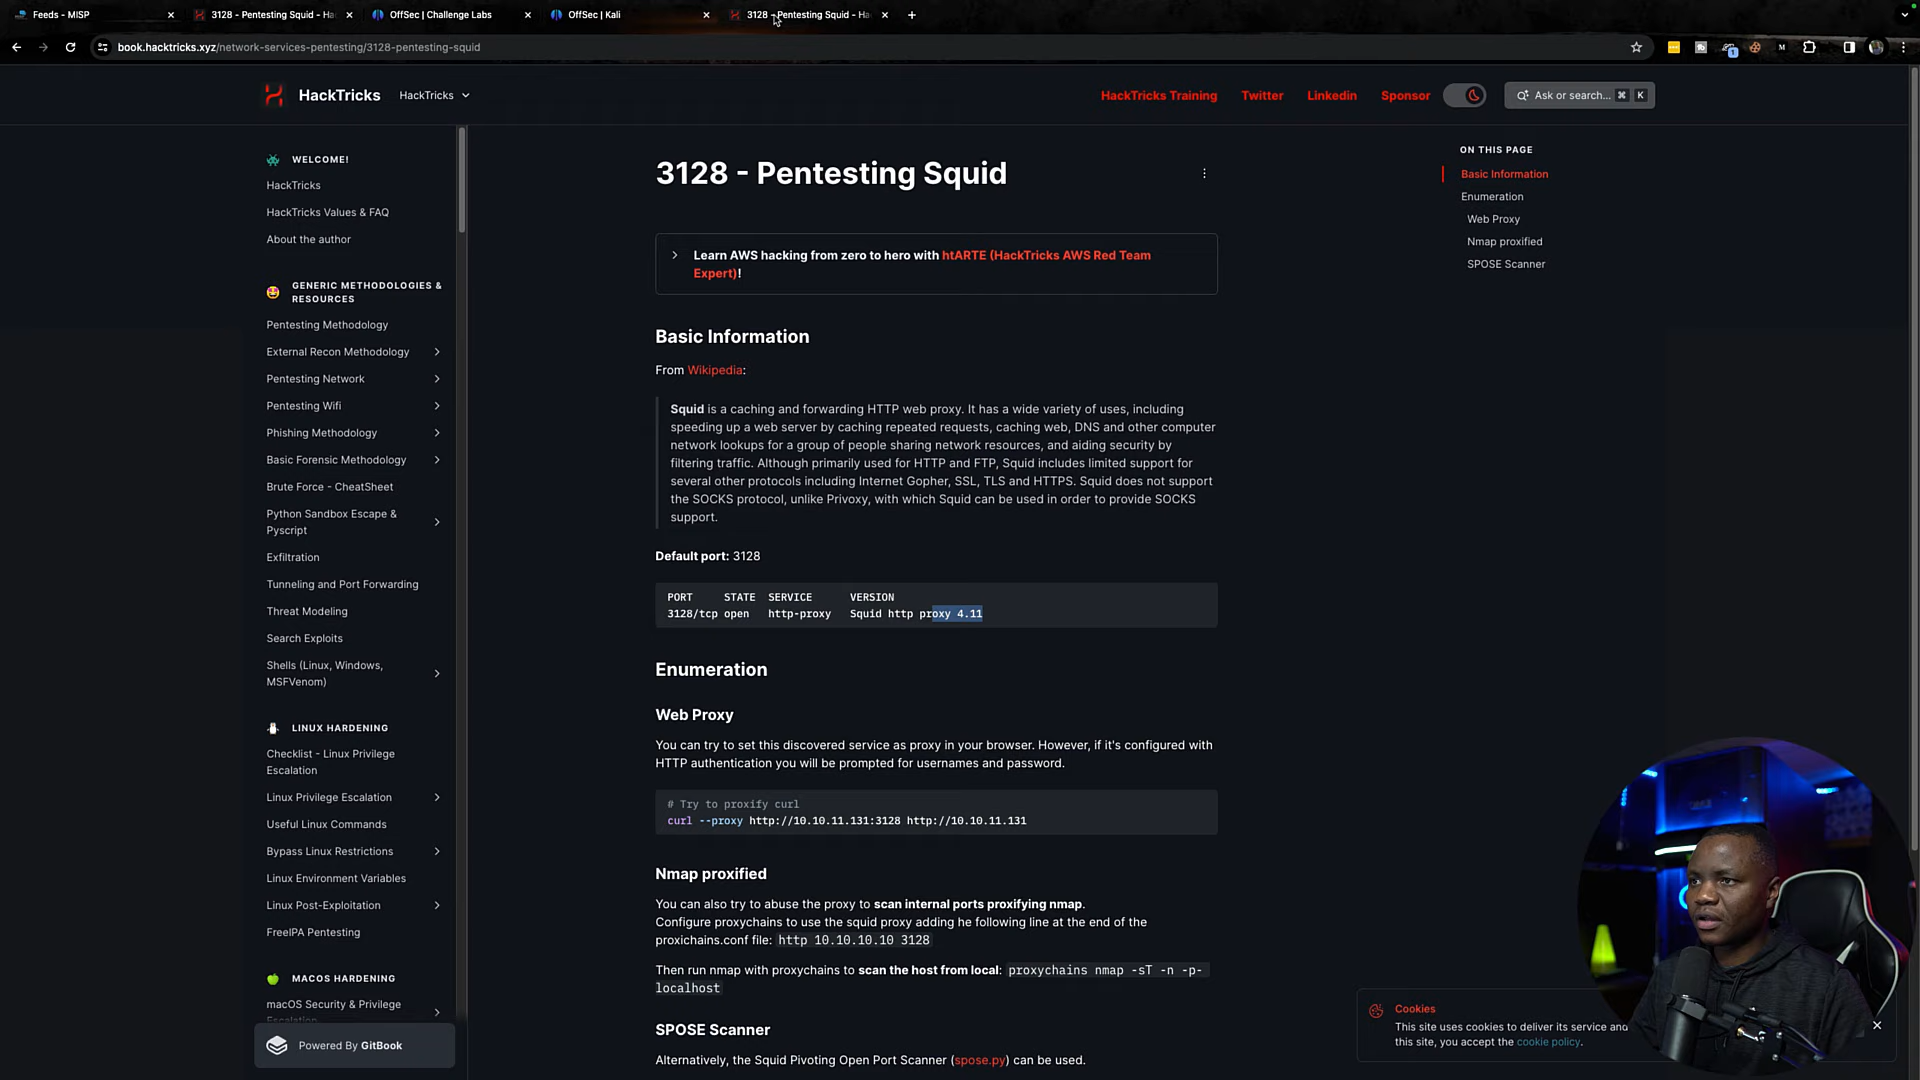 Feeds - MISP
3128 - Pentesting Squid - Ha
OffSec | Challenge Labs
OffSec | Kali
3128 - Pentesting Squid - Ha
book.hacktricks.xyz/network-services-pentesting/3128-pentesting-squid
HackTricks
HackTricks
HackTricks Training
Twitter
Linkedin
Sponsor
Ask or search... ⌘ K
WELCOME!
HackTricks
HackTricks Values & FAQ
About the author
GENERIC METHODOLOGIES &
RESOURCES
Pentesting Methodology
External Recon Methodology
Pentesting Network
Pentesting Wifi
Phishing Methodology
Basic Forensic Methodology
Brute Force - CheatSheet
Python Sandbox Escape &
Pyscript
Exfiltration
Tunneling and Port Forwarding
Threat Modeling
Search Exploits
Shells (Linux, Windows,
MSFVenom)
LINUX HARDENING
Checklist - Linux Privilege
Escalation
Linux Privilege Escalation
Useful Linux Commands
Bypass Linux Restrictions
Linux Environment Variables
Linux Post-Exploitation
FreeIPA Pentesting
MACOS HARDENING
macOS Security & Privilege
Escalation
Powered By GitBook
3128 - Pentesting Squid
Learn AWS hacking from zero to hero with htARTE (HackTricks AWS Red Team
Expert)!
Basic Information
From Wikipedia:
Squid is a caching and forwarding HTTP web proxy. It has a wide variety of uses, including
speeding up a web server by caching repeated requests, caching web, DNS and other computer
network lookups for a group of people sharing network resources, and aiding security by
filtering traffic. Although primarily used for HTTP and FTP, Squid includes limited support for
several other protocols including Internet Gopher, SSL, TLS and HTTPS. Squid does not support
the SOCKS protocol, unlike Privoxy, with which Squid can be used in order to provide SOCKS
support.
Default port: 3128
PORT STATE SERVICE VERSION
3128/tcp open http-proxy Squid http proxy 4.11
Enumeration
Web Proxy
You can try to set this discovered service as proxy in your browser. However, if it's configured with
HTTP authentication you will be prompted for usernames and password.
# Try to proxify curl
curl --proxy http://10.10.11.131:3128 http://10.10.11.131
Nmap proxified
You can also try to abuse the proxy to scan internal ports proxifying nmap.
Configure proxychains to use the squid proxy adding he following line at the end of the
proxichains.conf file: http 10.10.10.10 3128
Then run nmap with proxychains to scan the host from local: proxychains nmap -sT -n -p-
localhost
SPOSE Scanner
Alternatively, the Squid Pivoting Open Port Scanner (spose.py) can be used.
ON THIS PAGE
Basic Information
Enumeration
Web Proxy
Nmap proxified
SPOSE Scanner
Cookies
This site uses cookies to deliver its service and
this site, you accept the cookie policy.